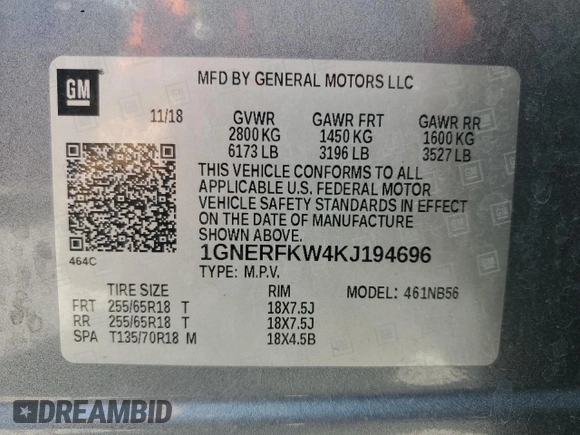 GM
MFD BY GENERAL MOTORS LLC
11/18 GVWR GAWR FRT GAWR RR
2800 KG 1450 KG 1600 KG
6173 LB 3196 LB 3527 LB
THIS VEHICLE CONFORMS TO ALL
APPLICABLE U.S. FEDERAL MOTOR
VEHICLE SAFETY STANDARDS IN EFFECT
ON THE DATE OF MANUFACTURE
SHOWN ABOVE.
464C
1GNERFKW4KJ194696
TYPE: M.P.V.
TIRE SIZE RIM MODEL: 461NB56
FRT 255/65R18 T 18X7.5J
RR 255/65R18 T 18X7.5J
SPA T135/70R18 M 18X4.5B
DREAMBID